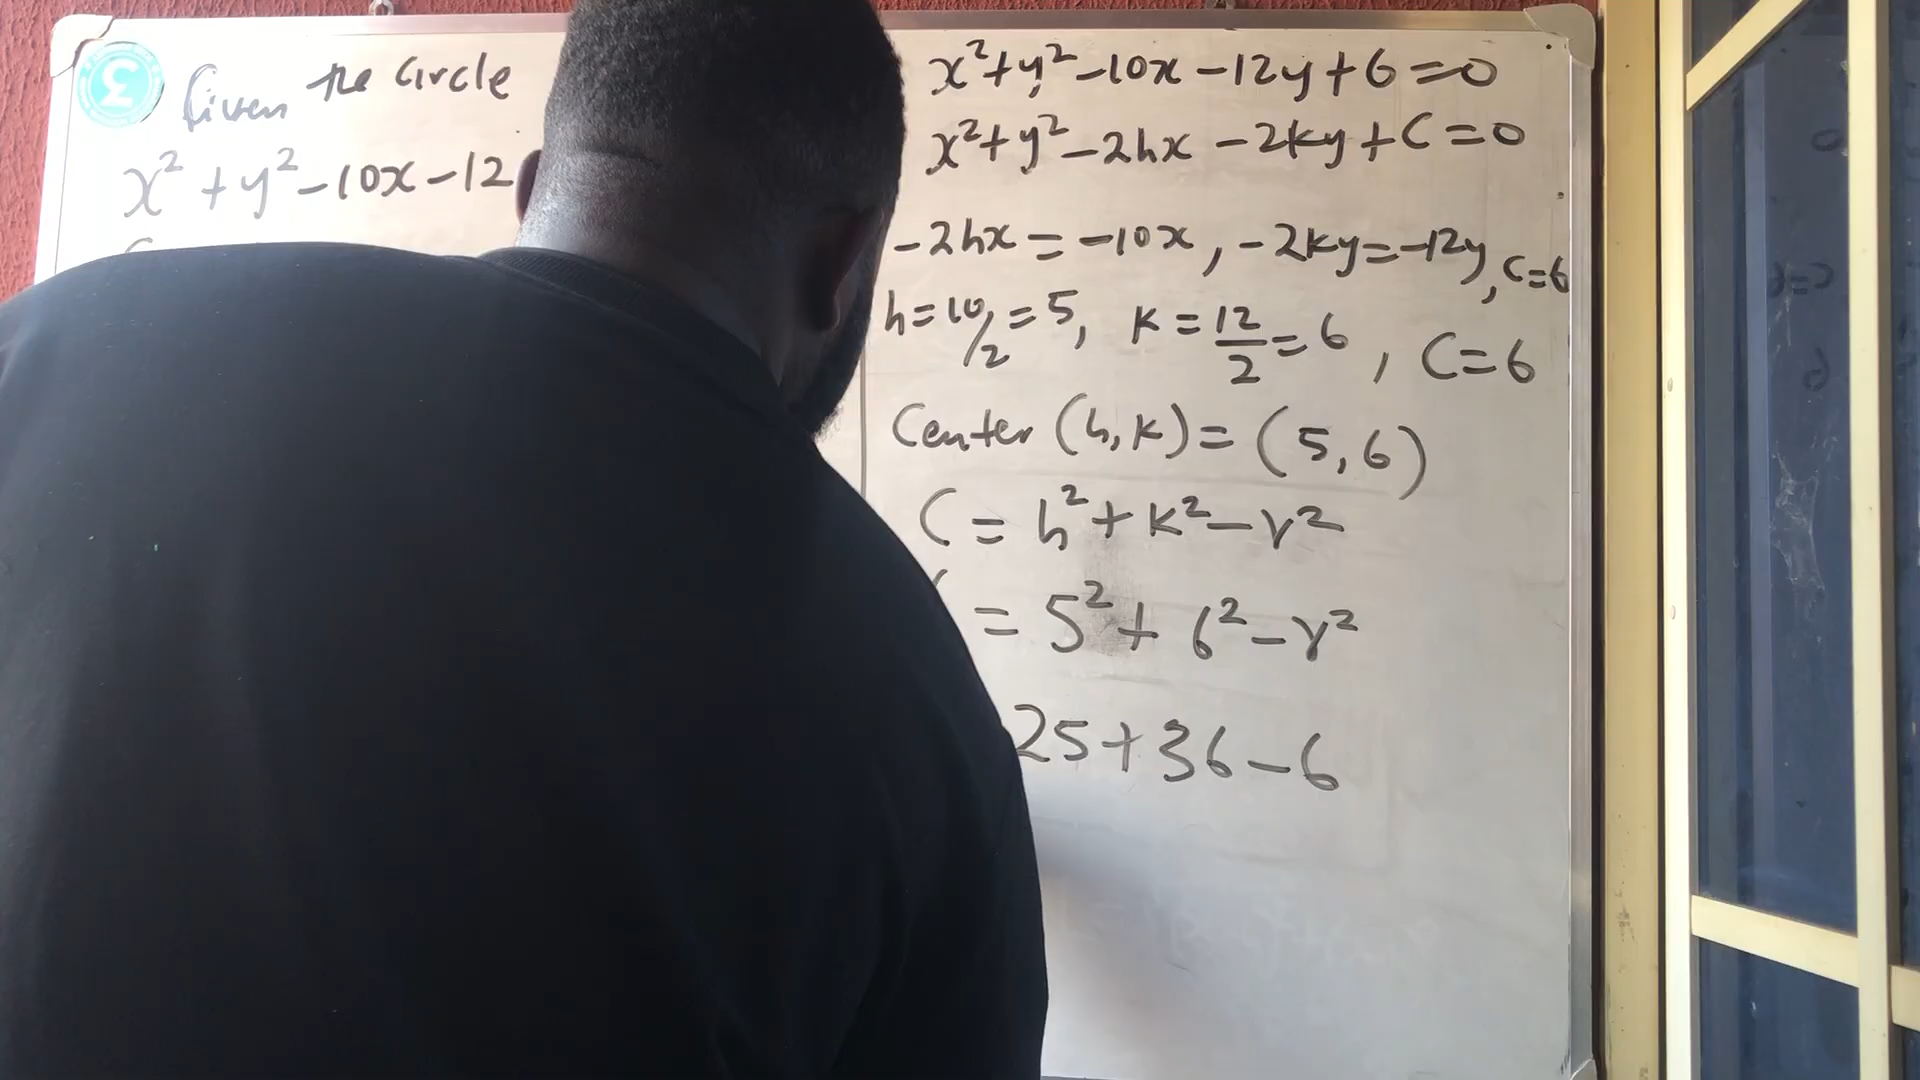 Given the Circle
x² + y² – 10x – 12
x² + y² – 10x – 12y + 6 = 0
x² + y² – 2hx – 2ky + C = 0
– 2hx = –10x, – 2ky = –12y, C = 6
h = 10/2 = 5, K = 12/2 = 6, C = 6
Center (h, K) = (5, 6)
C = h² + K² – r²
= 5² + 6² – r²
25 + 36 – 6